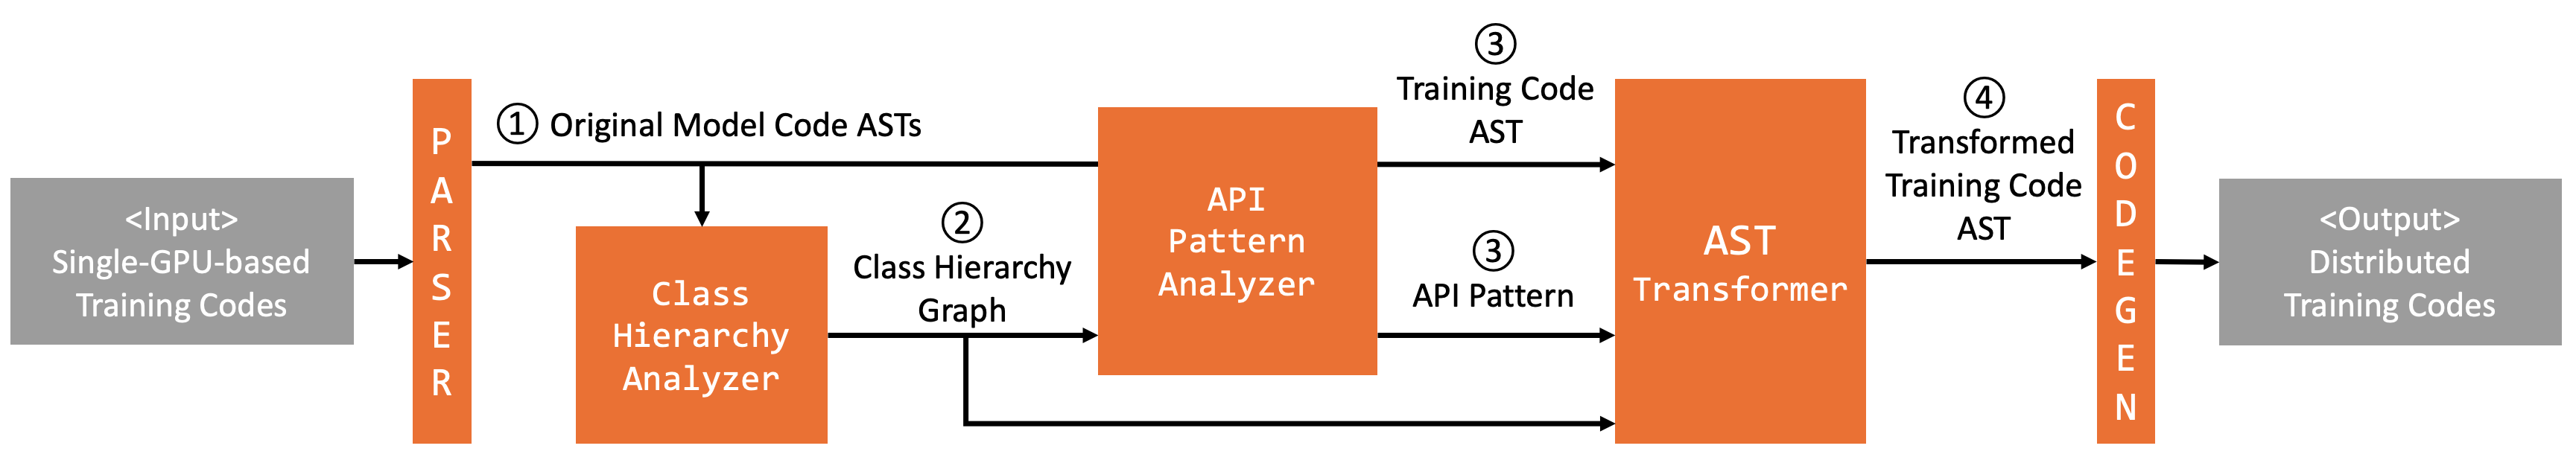 <Input>
Single-GPU-based
Training Codes
PARSER
① Original Model Code ASTs
Class
Hierarchy
Analyzer
②
Class Hierarchy
Graph
API
Pattern
Analyzer
③
Training Code
AST
③
API Pattern
AST
Transformer
④
Transformed
Training Code
AST
CODEGEN
<Output>
Distributed
Training Codes